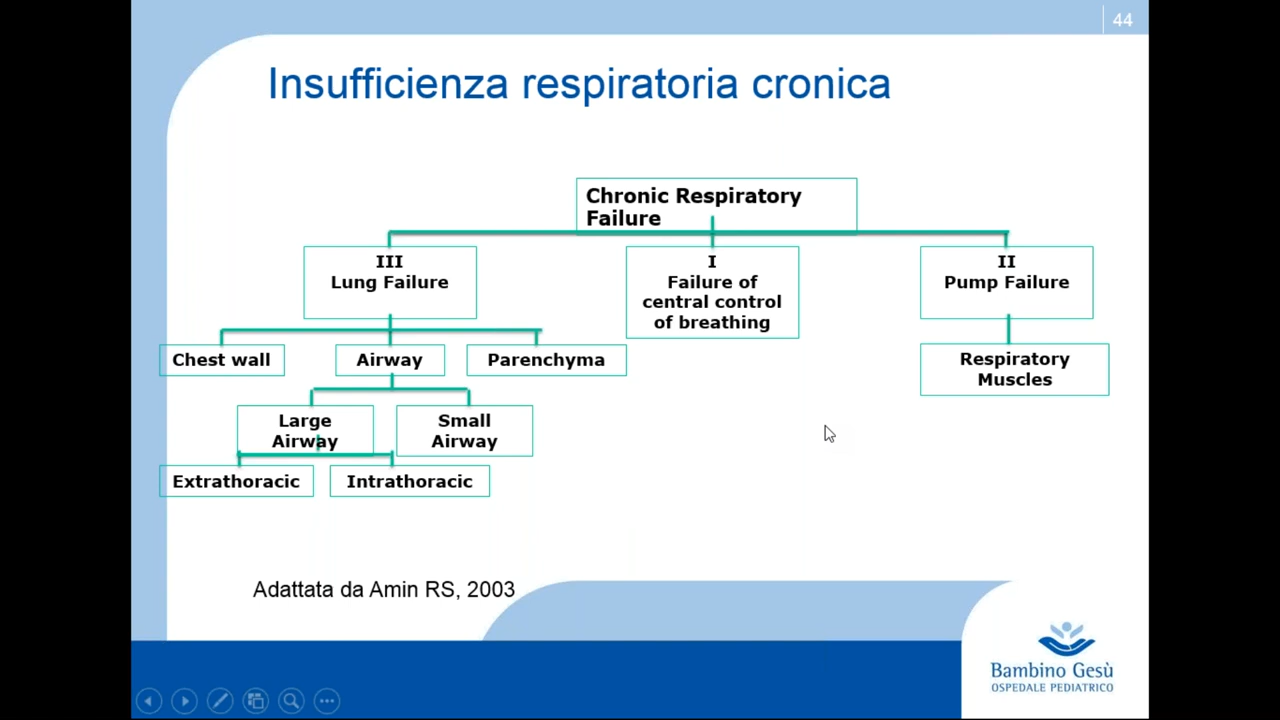 44
Insufficienza respiratoria cronica
Chronic Respiratory
Failure
III
Lung Failure
I
Failure of
central control
of breathing
II
Pump Failure
Chest wall
Airway
Parenchyma
Respiratory
Muscles
Large
Airway
Small
Airway
Extrathoracic
Intrathoracic
Adattata da Amin RS, 2003
Bambino Gesù
OSPEDALE PEDIATRICO